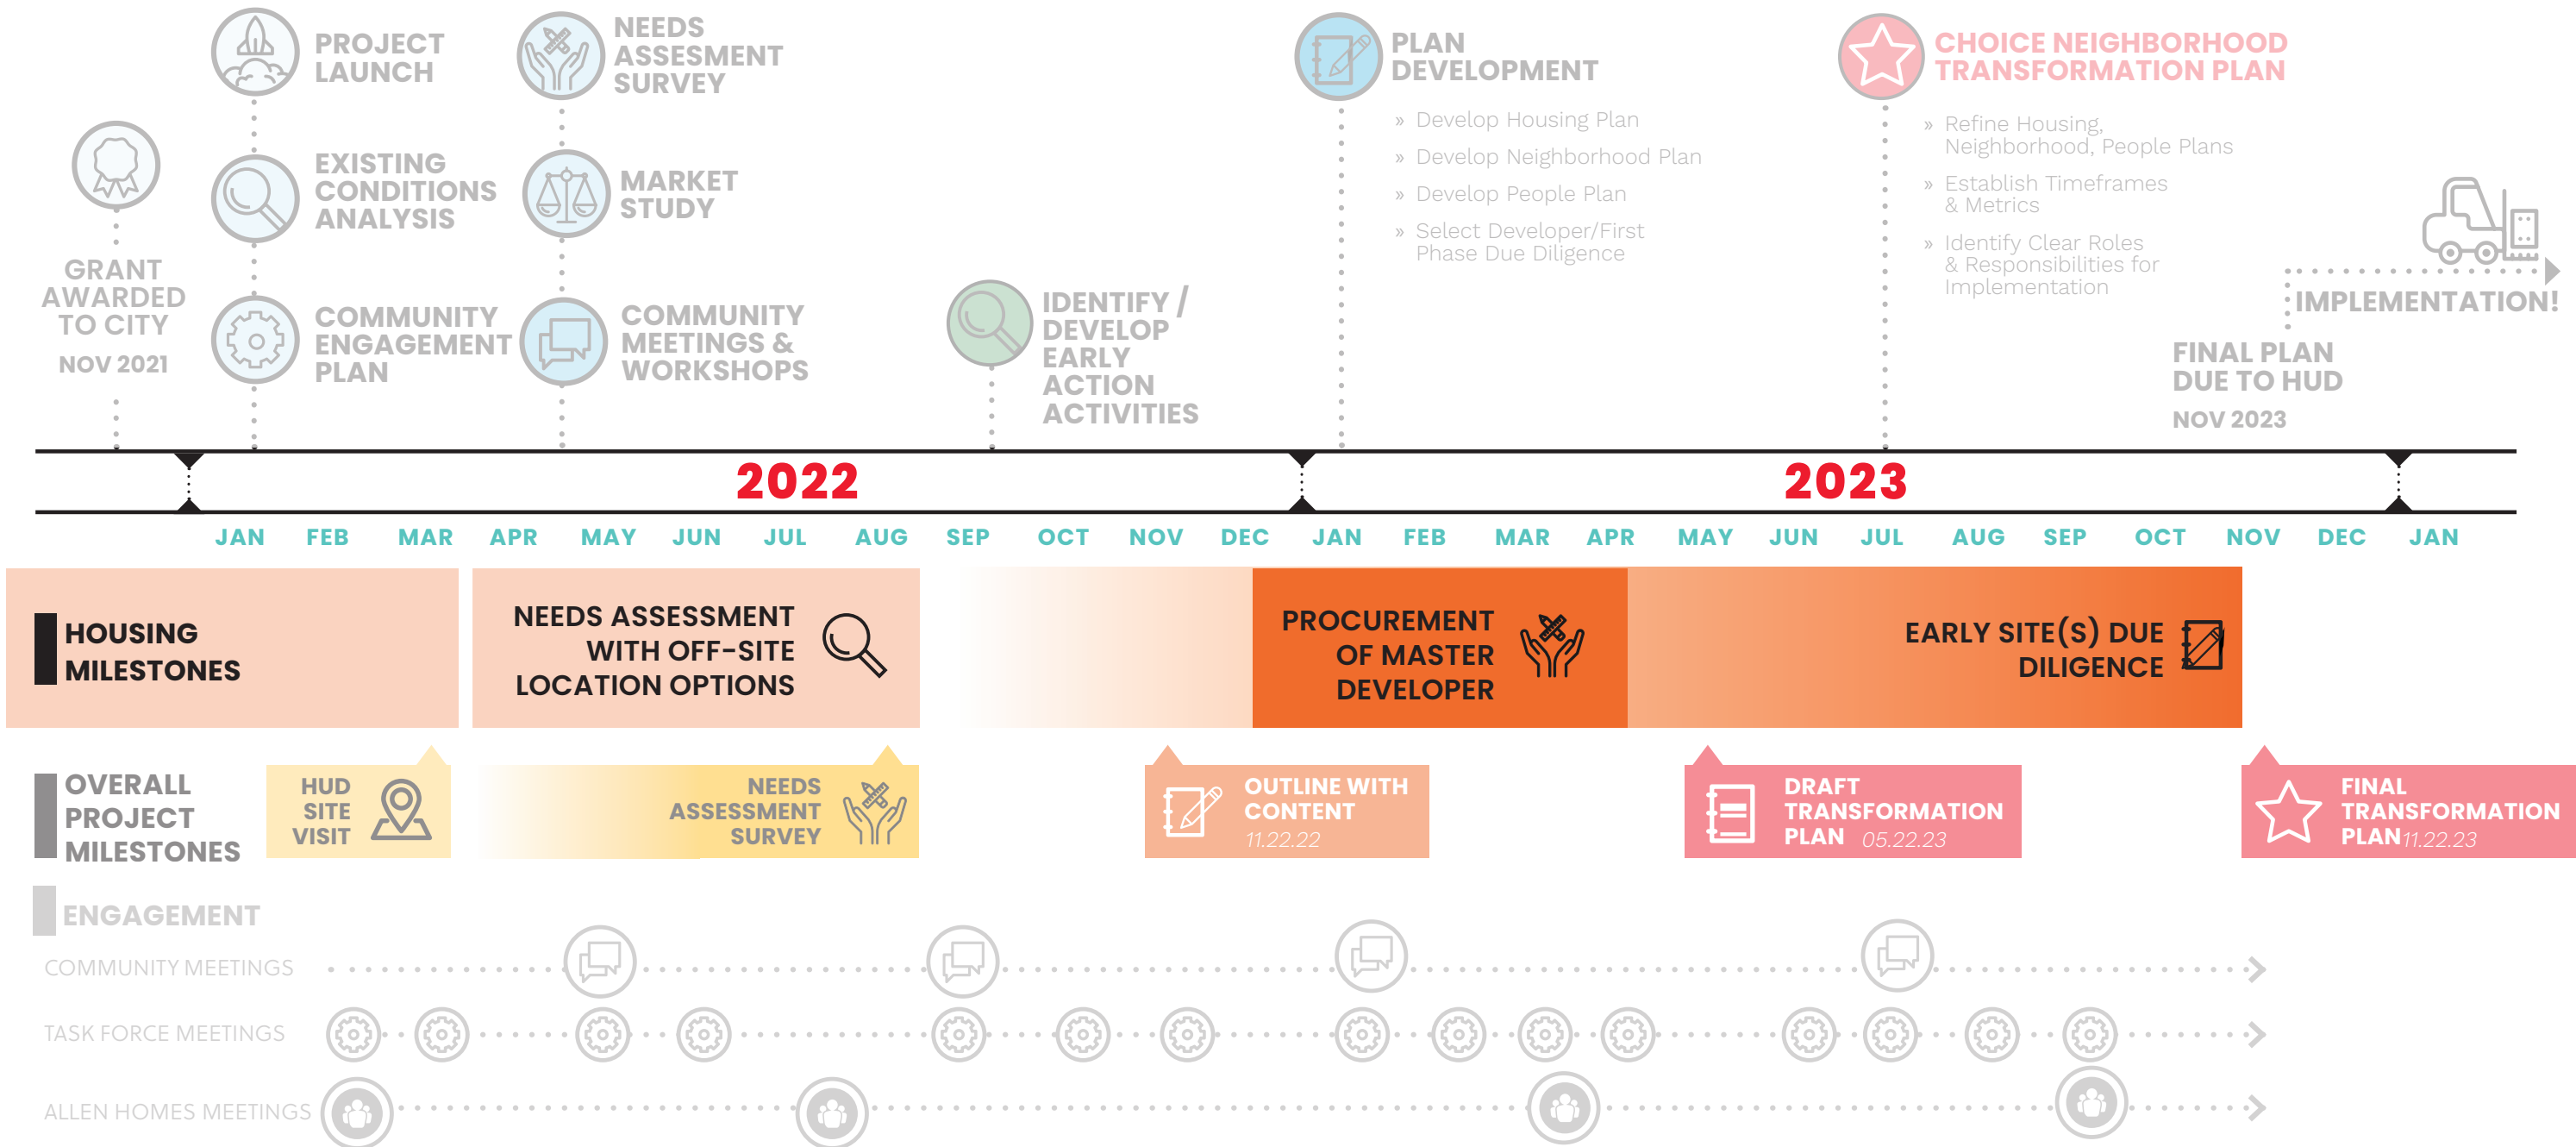 GRANT
AWARDED
TO CITY
NOV 2021
PROJECT
LAUNCH
EXISTING
CONDITIONS
ANALYSIS
COMMUNITY
ENGAGEMENT
PLAN
NEEDS
ASSESMENT
SURVEY
MARKET
STUDY
COMMUNITY
MEETINGS &
WORKSHOPS
IDENTIFY /
DEVELOP
EARLY
ACTION
ACTIVITIES
PLAN
DEVELOPMENT
» Develop Housing Plan
» Develop Neighborhood Plan
» Develop People Plan
» Select Developer/First
Phase Due Diligence
CHOICE NEIGHBORHOOD
TRANSFORMATION PLAN
» Refine Housing,
Neighborhood, People Plans
» Establish Timeframes
& Metrics
» Identify Clear Roles
& Responsibilities for
Implementation
IMPLEMENTATION!
FINAL PLAN
DUE TO HUD
NOV 2023
2022 2023
JAN FEB MAR APR MAY JUN JUL AUG SEP OCT NOV DEC JAN FEB MAR APR MAY JUN JUL AUG SEP OCT NOV DEC JAN
HOUSING
MILESTONES
NEEDS ASSESSMENT
WITH OFF-SITE
LOCATION OPTIONS
PROCUREMENT
OF MASTER
DEVELOPER
EARLY SITE(S) DUE
DILIGENCE
OVERALL
PROJECT
MILESTONES
HUD
SITE
VISIT
NEEDS
ASSESSMENT
SURVEY
OUTLINE WITH
CONTENT
11.22.22
DRAFT
TRANSFORMATION
PLAN 05.22.23
FINAL
TRANSFORMATION
PLAN 11.22.23
ENGAGEMENT
COMMUNITY MEETINGS
TASK FORCE MEETINGS
ALLEN HOMES MEETINGS